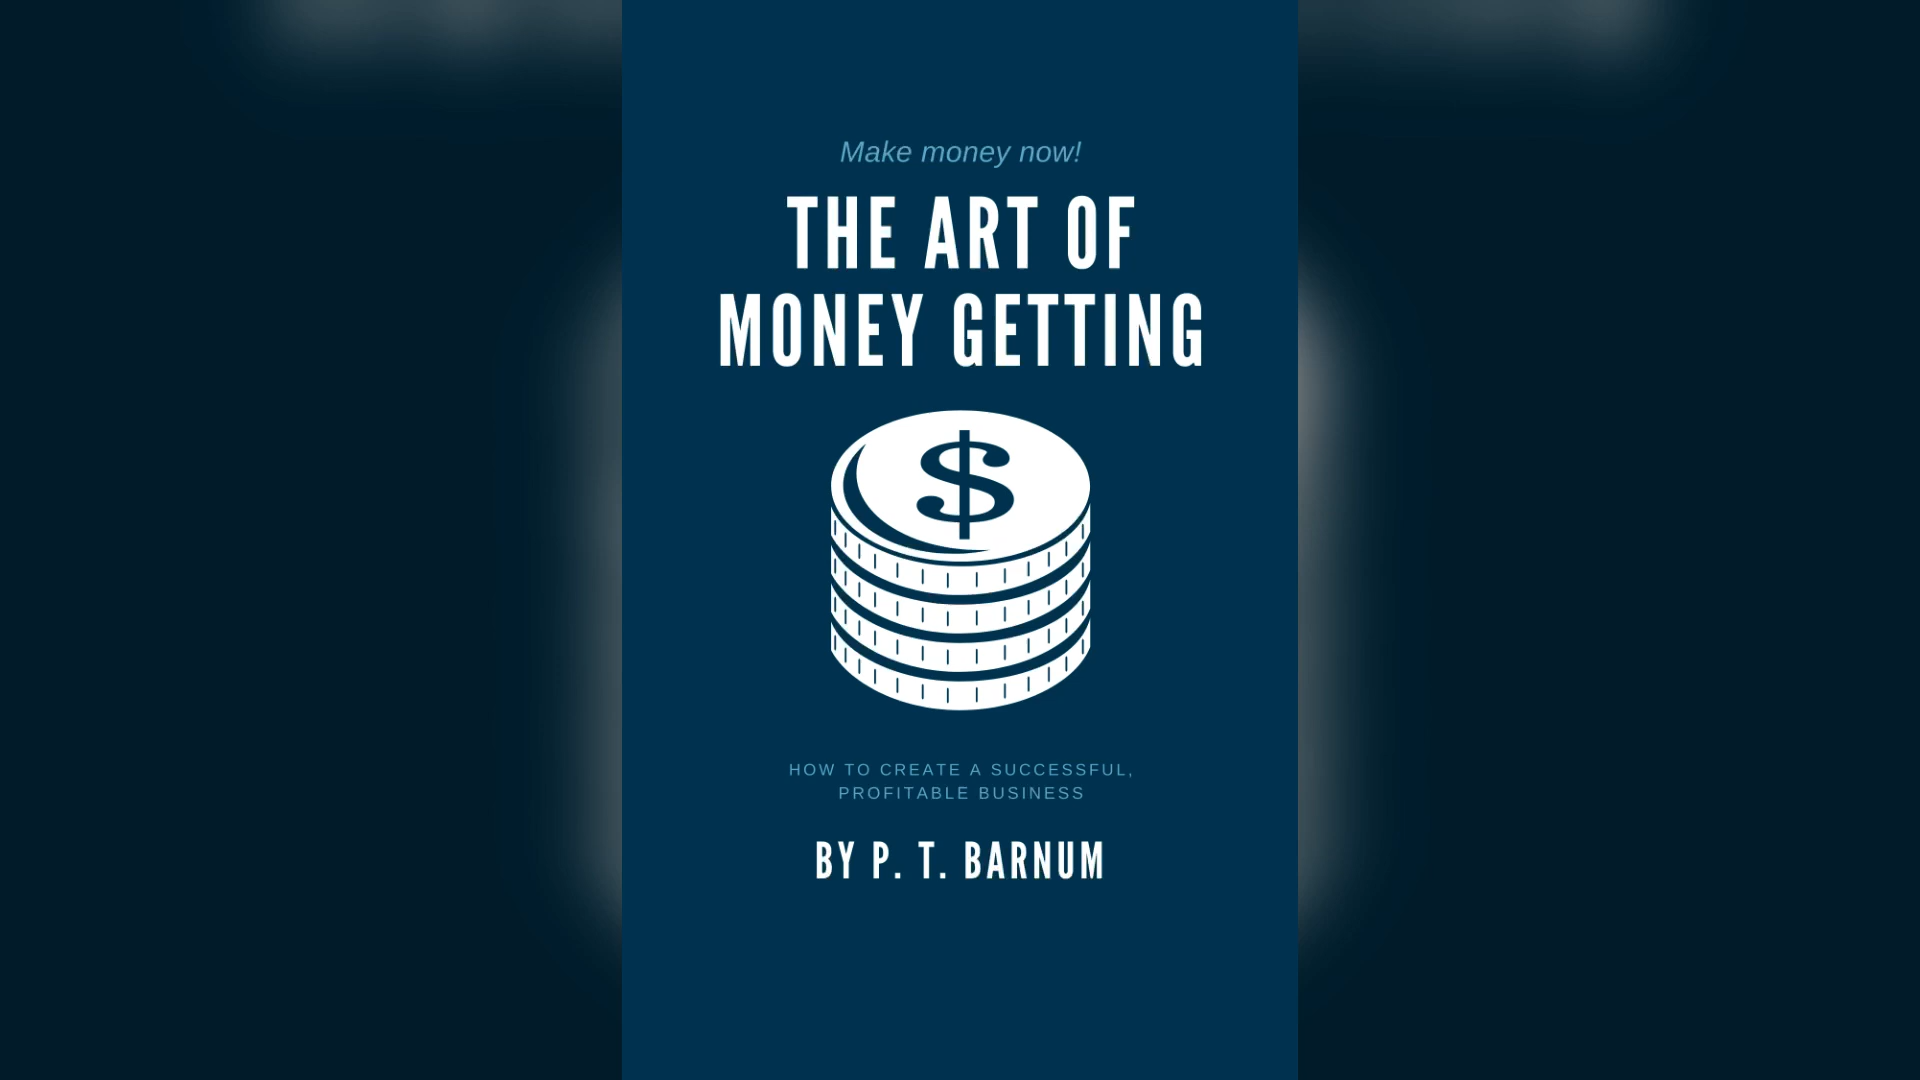 Make money now!
THE ART OF
MONEY GETTING
$
HOW TO CREATE A SUCCESSFUL,
PROFITABLE BUSINESS
BY P. T. BARNUM